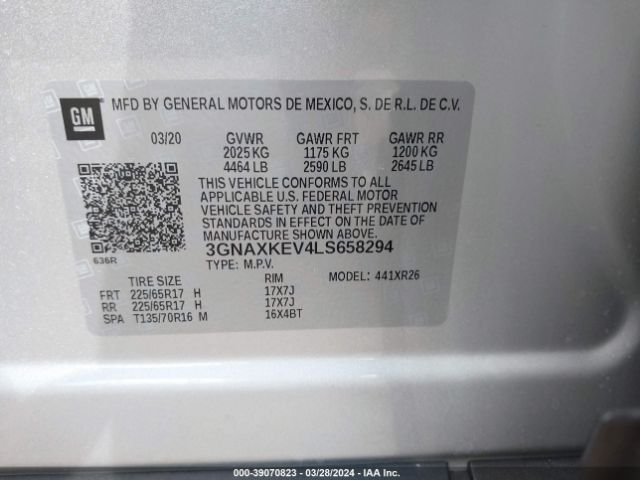 GM
MFD BY GENERAL MOTORS DE MEXICO, S. DE R.L. DE C.V.
03/20 GVWR GAWR FRT GAWR RR
2025 KG 1175 KG 1200 KG
4464 LB 2590 LB 2645 LB
THIS VEHICLE CONFORMS TO ALL
APPLICABLE U.S. FEDERAL MOTOR
VEHICLE SAFETY AND THEFT PREVENTION
STANDARDS IN EFFECT ON THE DATE OF
MANUFACTURE SHOWN ABOVE.
636R 3GNAXKEV4LS658294
TYPE: M.P.V.
TIRE SIZE RIM MODEL: 441XR26
FRT 225/65R17 H 17X7J
RR 225/65R17 H 17X7J
SPA T135/70R16 M 16X4BT
000-39070823 - 03/28/2024 - IAA Inc.